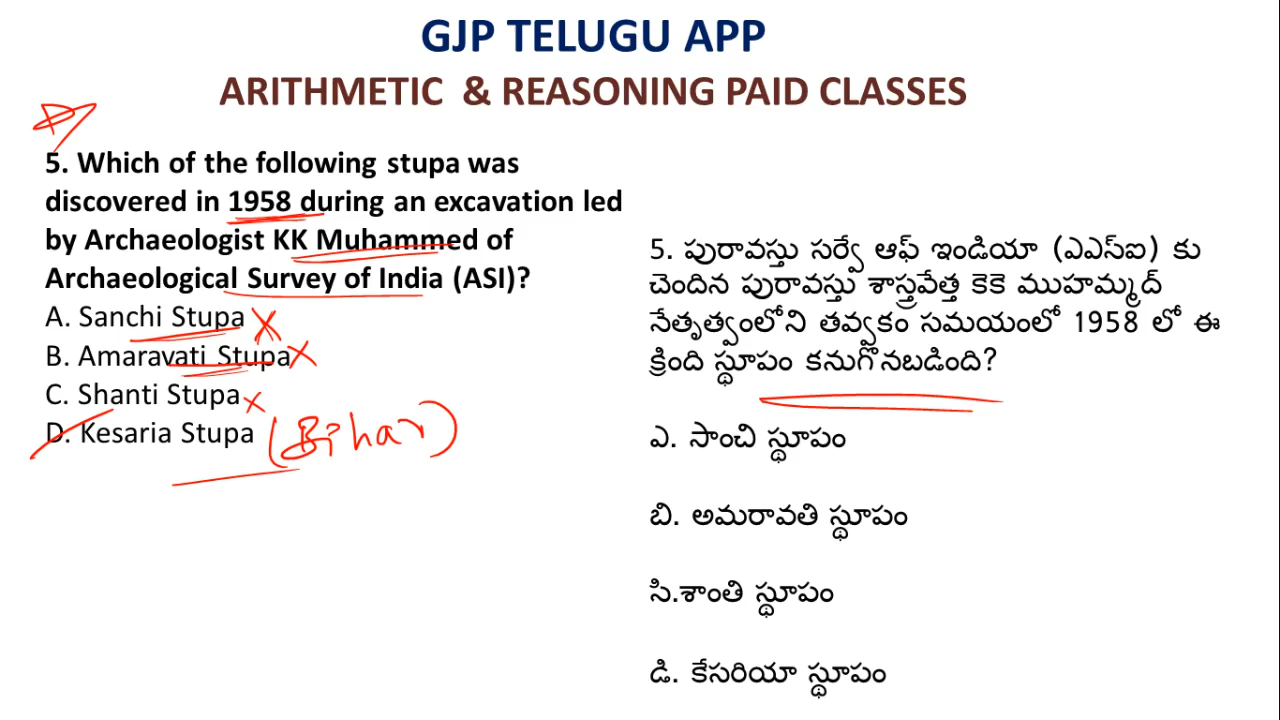 GJP TELUGU APP
ARITHMETIC & REASONING PAID CLASSES
5. Which of the following stupa was
discovered in 1958 during an excavation led
by Archaeologist KK Muhammed of
Archaeological Survey of India (ASI)?
A. Sanchi Stupa
B. Amaravati Stupa
C. Shanti Stupa
D. Kesaria Stupa (Bihar)
5. పురావస్తు సర్వే ఆఫ్ ఇండియా (ఎఎస్ఐ) కు
చెందిన పురావస్తు శాస్త్రవేత్త కెకె ముహమ్మద్
నేతృత్వంలోని తవ్వకం సమయంలో 1958 లో ఈ
క్రింది స్థూపం కనుగొనబడింది?
ఎ. సాంచి స్థూపం
బి. అమరావతి స్థూపం
సి.శాంతి స్థూపం
డి. కేసరియా స్థూపం